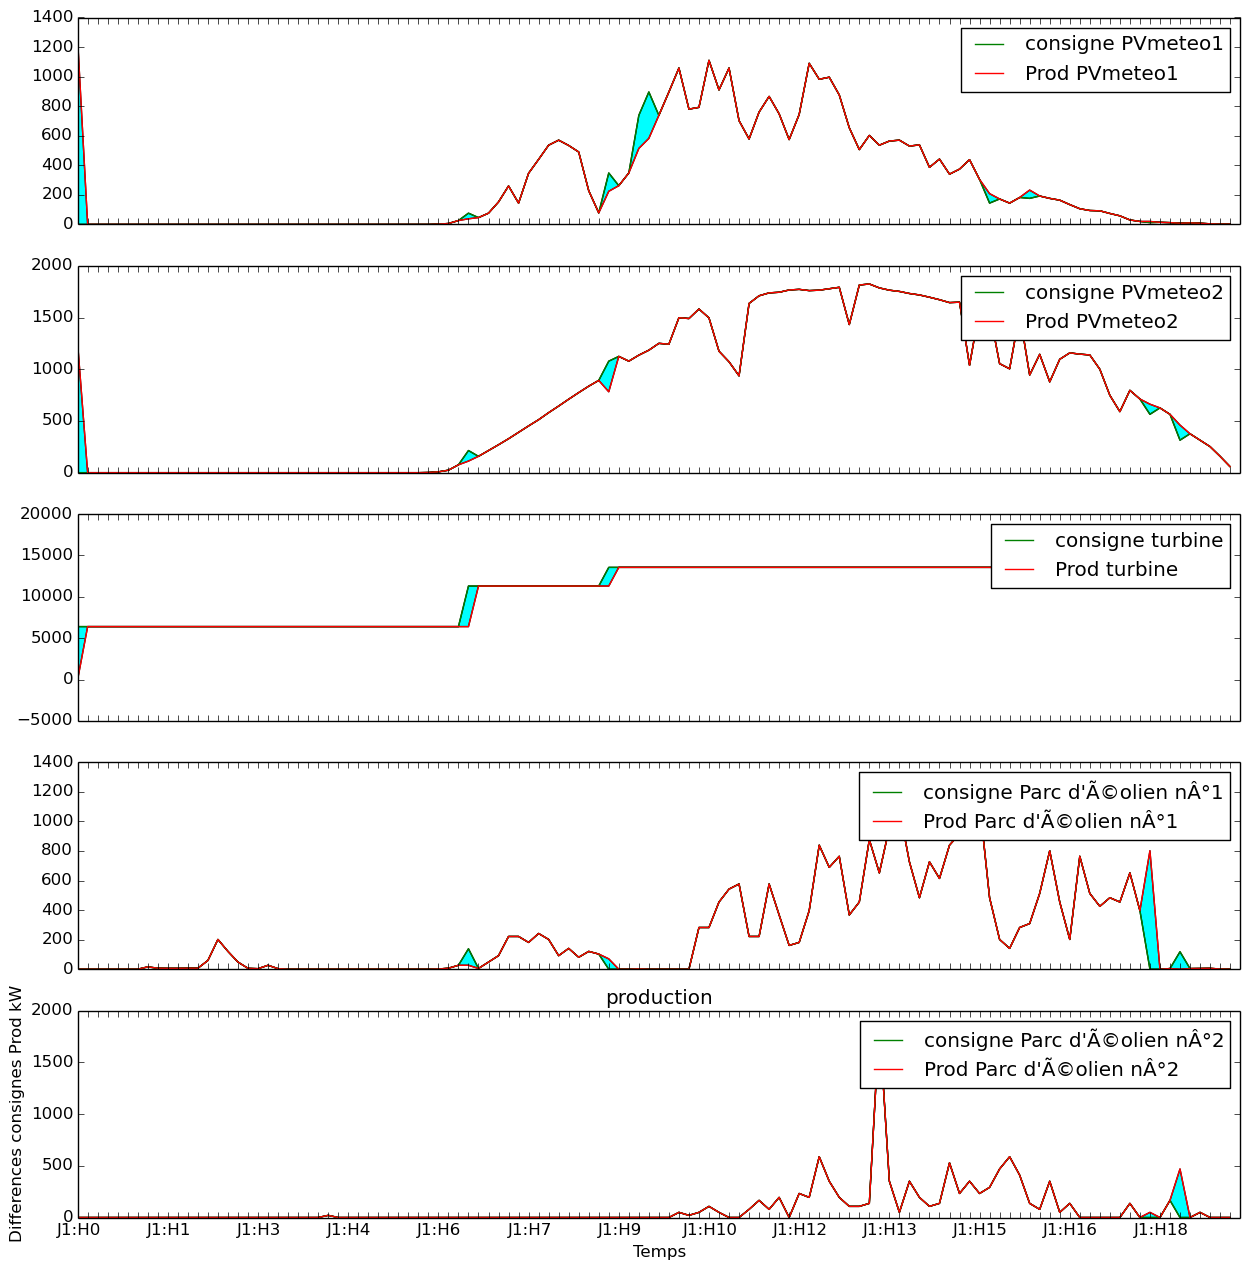 1400
1200
1000
800
600
400
200
0
consigne PVmeteo1
Prod PVmeteo1
2000
1500
1000
500
0
consigne PVmeteo2
Prod PVmeteo2
20000
15000
10000
5000
0
−5000
consigne turbine
Prod turbine
1400
1200
1000
800
600
400
200
0
consigne Parc d'Ã©olien nÂ°1
Prod Parc d'Ã©olien nÂ°1
production
2000
1500
1000
500
0
consigne Parc d'Ã©olien nÂ°2
Prod Parc d'Ã©olien nÂ°2
Differences consignes Prod kW
J1:H0 J1:H1 J1:H3 J1:H4 J1:H6 J1:H7 J1:H9 J1:H10 J1:H12 J1:H13 J1:H15 J1:H16 J1:H18
Temps